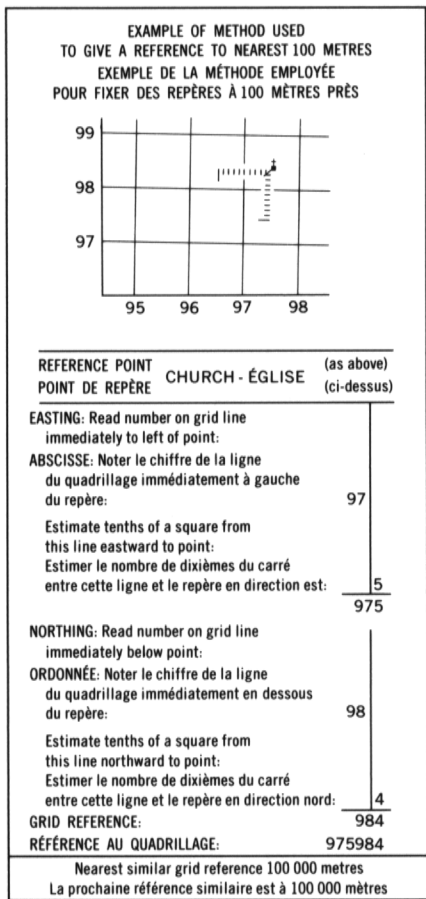 EXAMPLE OF METHOD USED
TO GIVE A REFERENCE TO NEAREST 100 METRES
EXEMPLE DE LA MÉTHODE EMPLOYÉE
POUR FIXER DES REPÈRES À 100 MÈTRES PRÈS
99
98
97
95 96 97 98
REFERENCE POINT
POINT DE REPÈRE
CHURCH - ÉGLISE
(as above)
(ci-dessus)
EASTING: Read number on grid line
immediately to left of point:
ABSCISSE: Noter le chiffre de la ligne
du quadrillage immédiatement à gauche
du repère: 97
Estimate tenths of a square from
this line eastward to point:
Estimer le nombre de dixièmes du carré
entre cette ligne et le repère en direction est: 5
975
NORTHING: Read number on grid line
immediately below point:
ORDONNÉE: Noter le chiffre de la ligne
du quadrillage immédiatement en dessous
du repère: 98
Estimate tenths of a square from
this line northward to point:
Estimer le nombre de dixièmes du carré
entre cette ligne et le repère en direction nord: 4
GRID REFERENCE: 984
RÉFÉRENCE AU QUADRILLAGE: 975984
Nearest similar grid reference 100 000 metres
La prochaine référence similaire est à 100 000 mètres